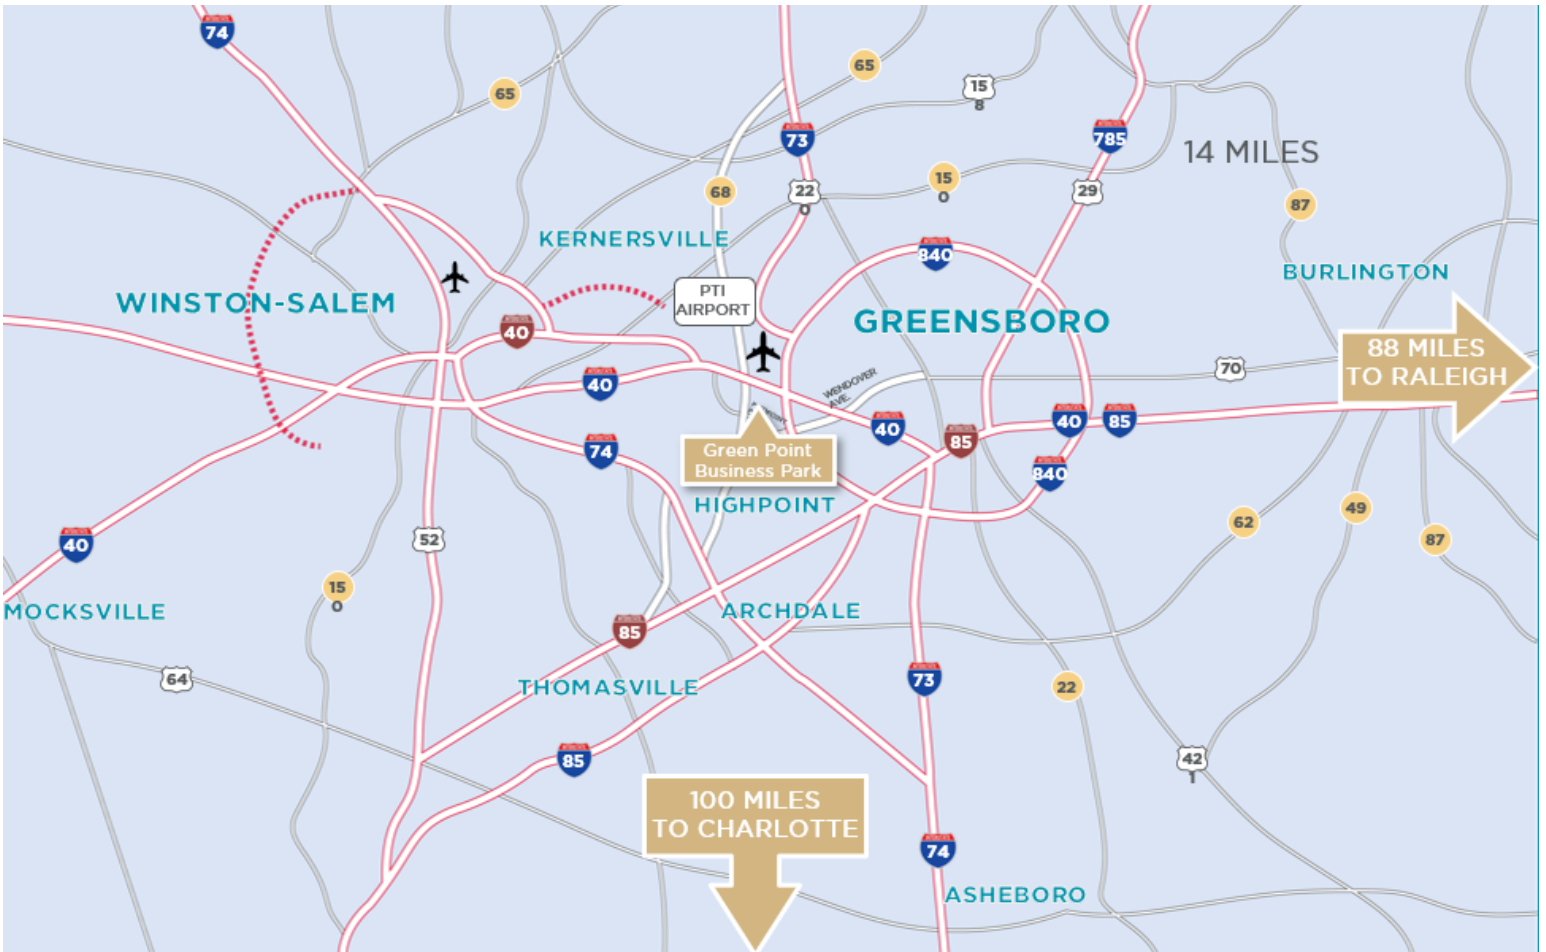 74
65
65
15
8
73
785
14 MILES
68
22
0
15
0
29
87
KERNERSVILLE
840
BURLINGTON
WINSTON-SALEM
PTI
AIRPORT
GREENSBORO
40
88 MILES
TO RALEIGH
70
40
WENDOVER
AVE.
40
85
40
85
74
Green Point
Business Park
840
HIGHPOINT
62
49
87
40
52
15
0
MOCKSVILLE
ARCHDALE
85
64
73
22
THOMASVILLE
85
42
1
100 MILES
TO CHARLOTTE
74
ASHEBORO